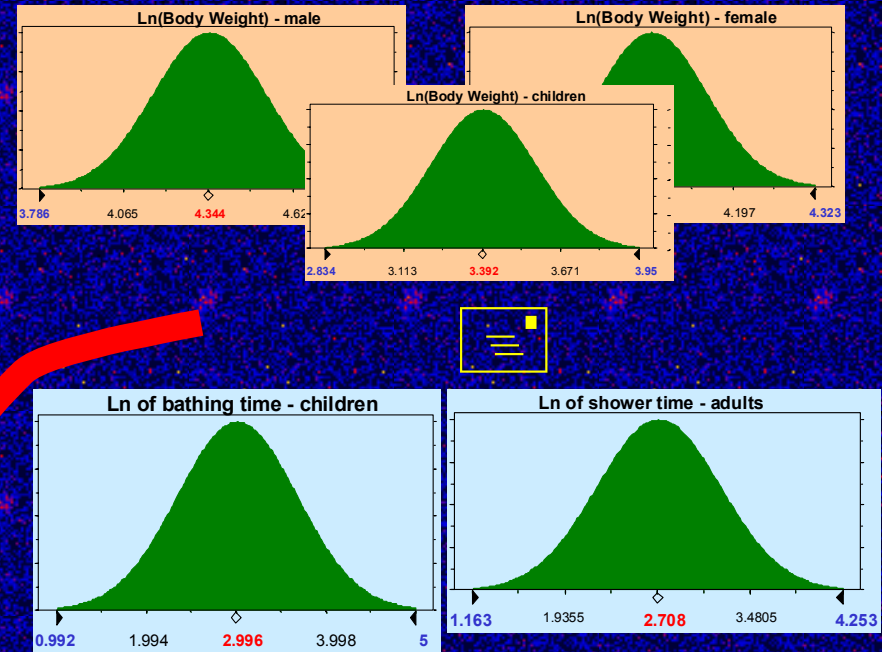 Ln(Body Weight) - male
3.786 4.065 4.344 4.62
Ln(Body Weight) - female
4.197 4.323
Ln(Body Weight) - children
2.834 3.113 3.392 3.671 3.95
Ln of bathing time - children
0.992 1.994 2.996 3.998 5
Ln of shower time - adults
1.163 1.9355 2.708 3.4805 4.253